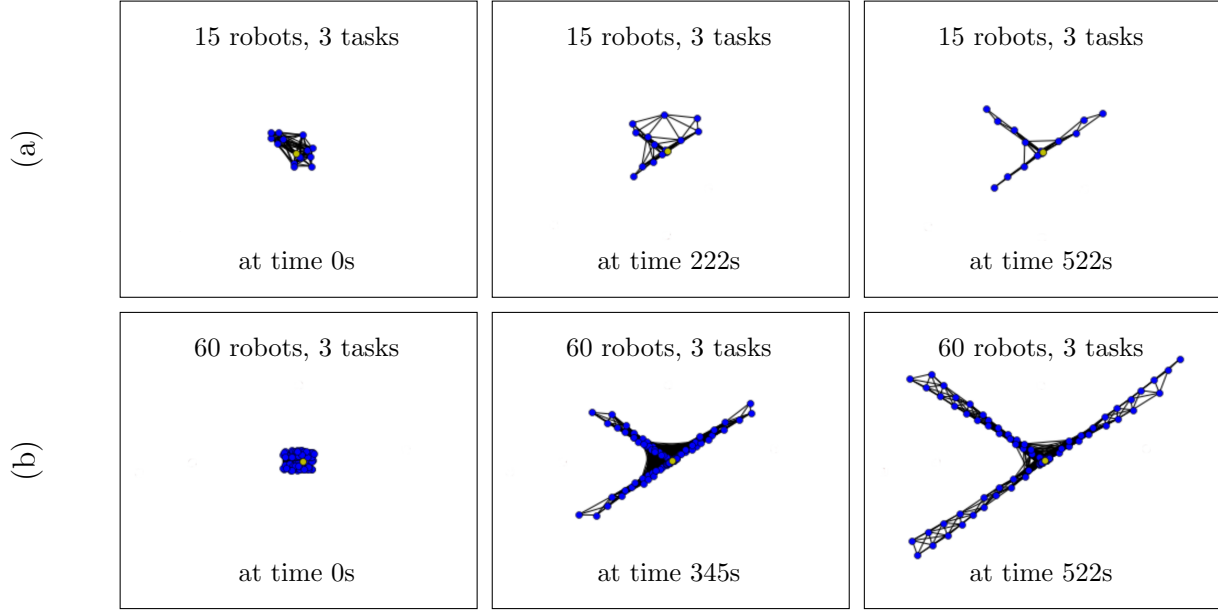 (a)
15 robots, 3 tasks
at time 0s
15 robots, 3 tasks
at time 222s
15 robots, 3 tasks
at time 522s
(b)
60 robots, 3 tasks
at time 0s
60 robots, 3 tasks
at time 345s
60 robots, 3 tasks
at time 522s